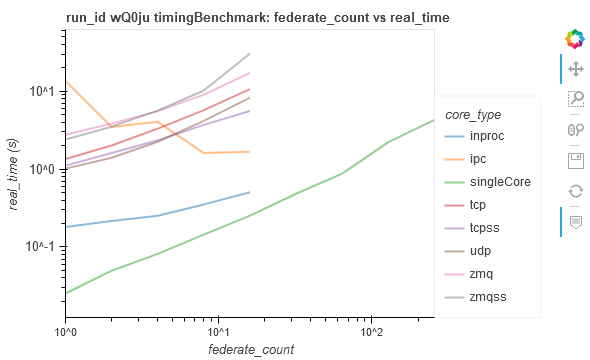 run_id wQ0ju timingBenchmark: federate_count vs real_time
real_time (s)
10^1
10^0
10^-1
10^0
10^1
10^2
federate_count
core_type
inproc
ipc
singleCore
tcp
tcpss
udp
zmq
zmqss